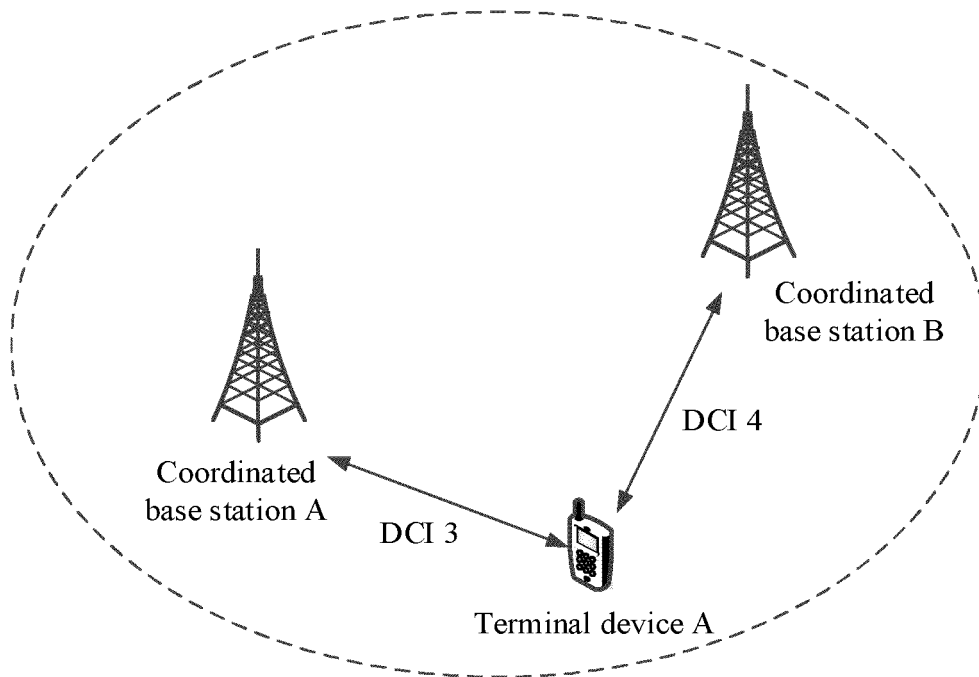 Coordinated
base station B
DCI 4
Coordinated
base station A
DCI 3
Terminal device A